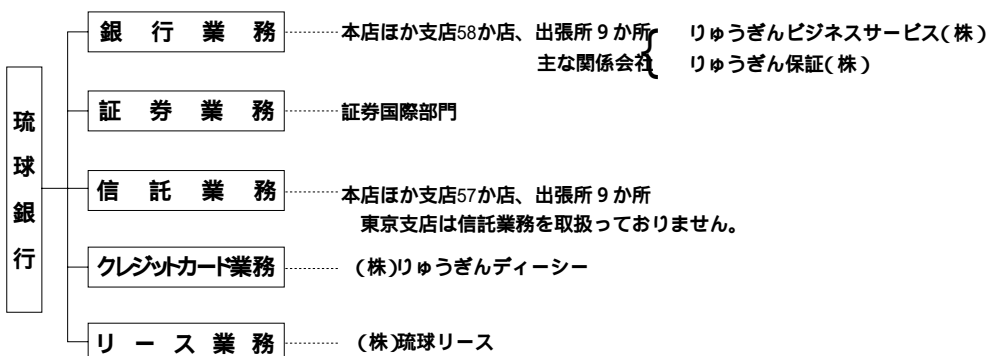 琉球銀行
銀行業務
本店ほか支店58か店、出張所9か所
主な関係会社
りゅうぎんビジネスサービス(株)
りゅうぎん保証(株)
証券業務
証券国際部門
信託業務
本店ほか支店57か店、出張所9か所
東京支店は信託業務を取扱っておりません。
クレジットカード業務
(株)りゅうぎんディーシー
リース業務
(株)琉球リース